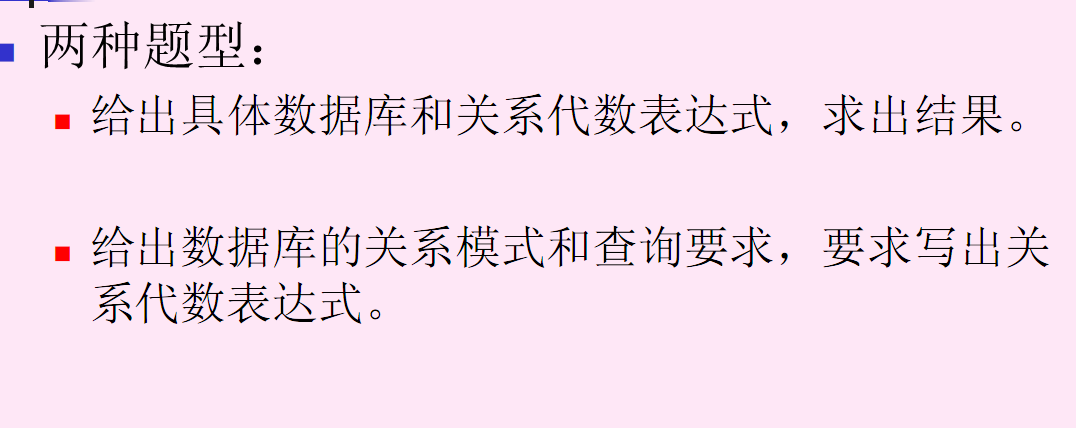 两种题型：
给出具体数据库和关系代数表达式，求出结果。
给出数据库的关系模式和查询要求，要求写出关
系代数表达式。